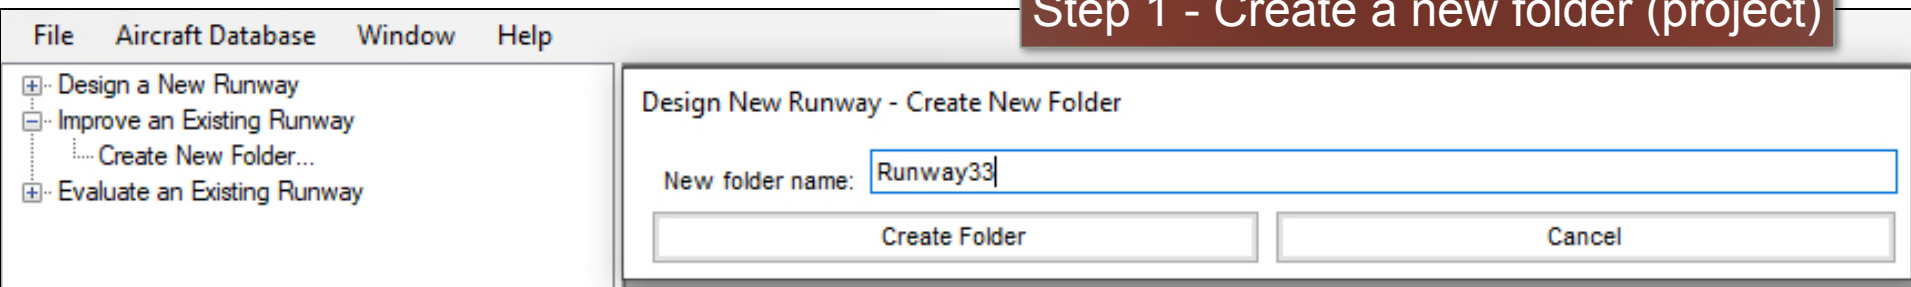 Step 1 - Create a new folder (project)
File Aircraft Database Window Help
Design a New Runway
Improve an Existing Runway
Create New Folder...
Evaluate an Existing Runway
Design New Runway - Create New Folder
New folder name: Runway33
Create Folder Cancel